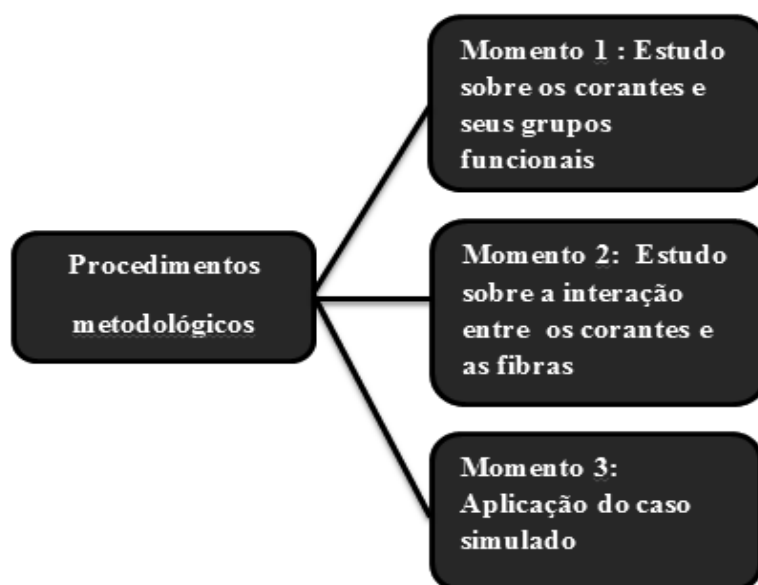 Procedimentos
metodológicos
Momento 1 : Estudo
sobre os corantes e
seus grupos
funcionais
Momento 2: Estudo
sobre a interação
entre os corantes e
as fibras
Momento 3:
Aplicação do caso
simulado